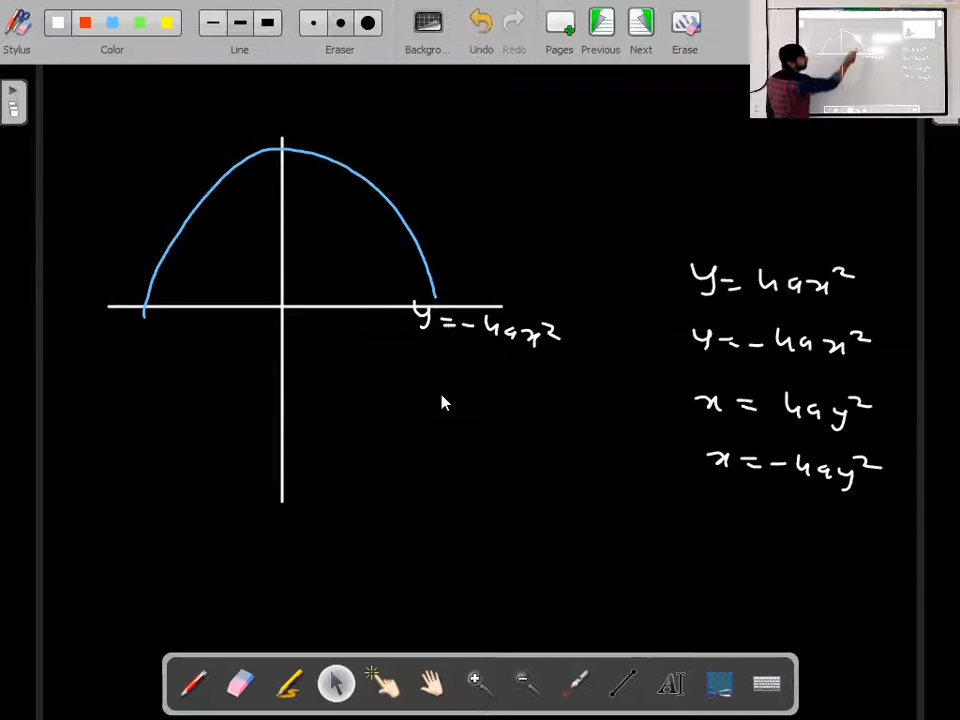 Stylus
Color
Line
Eraser
Backgro...
Undo
Redo
Pages
Previous
Next
Erase
y = 4ax²
y = -4ax²
y = -4ax²
x = 4ay²
x = -4ay²